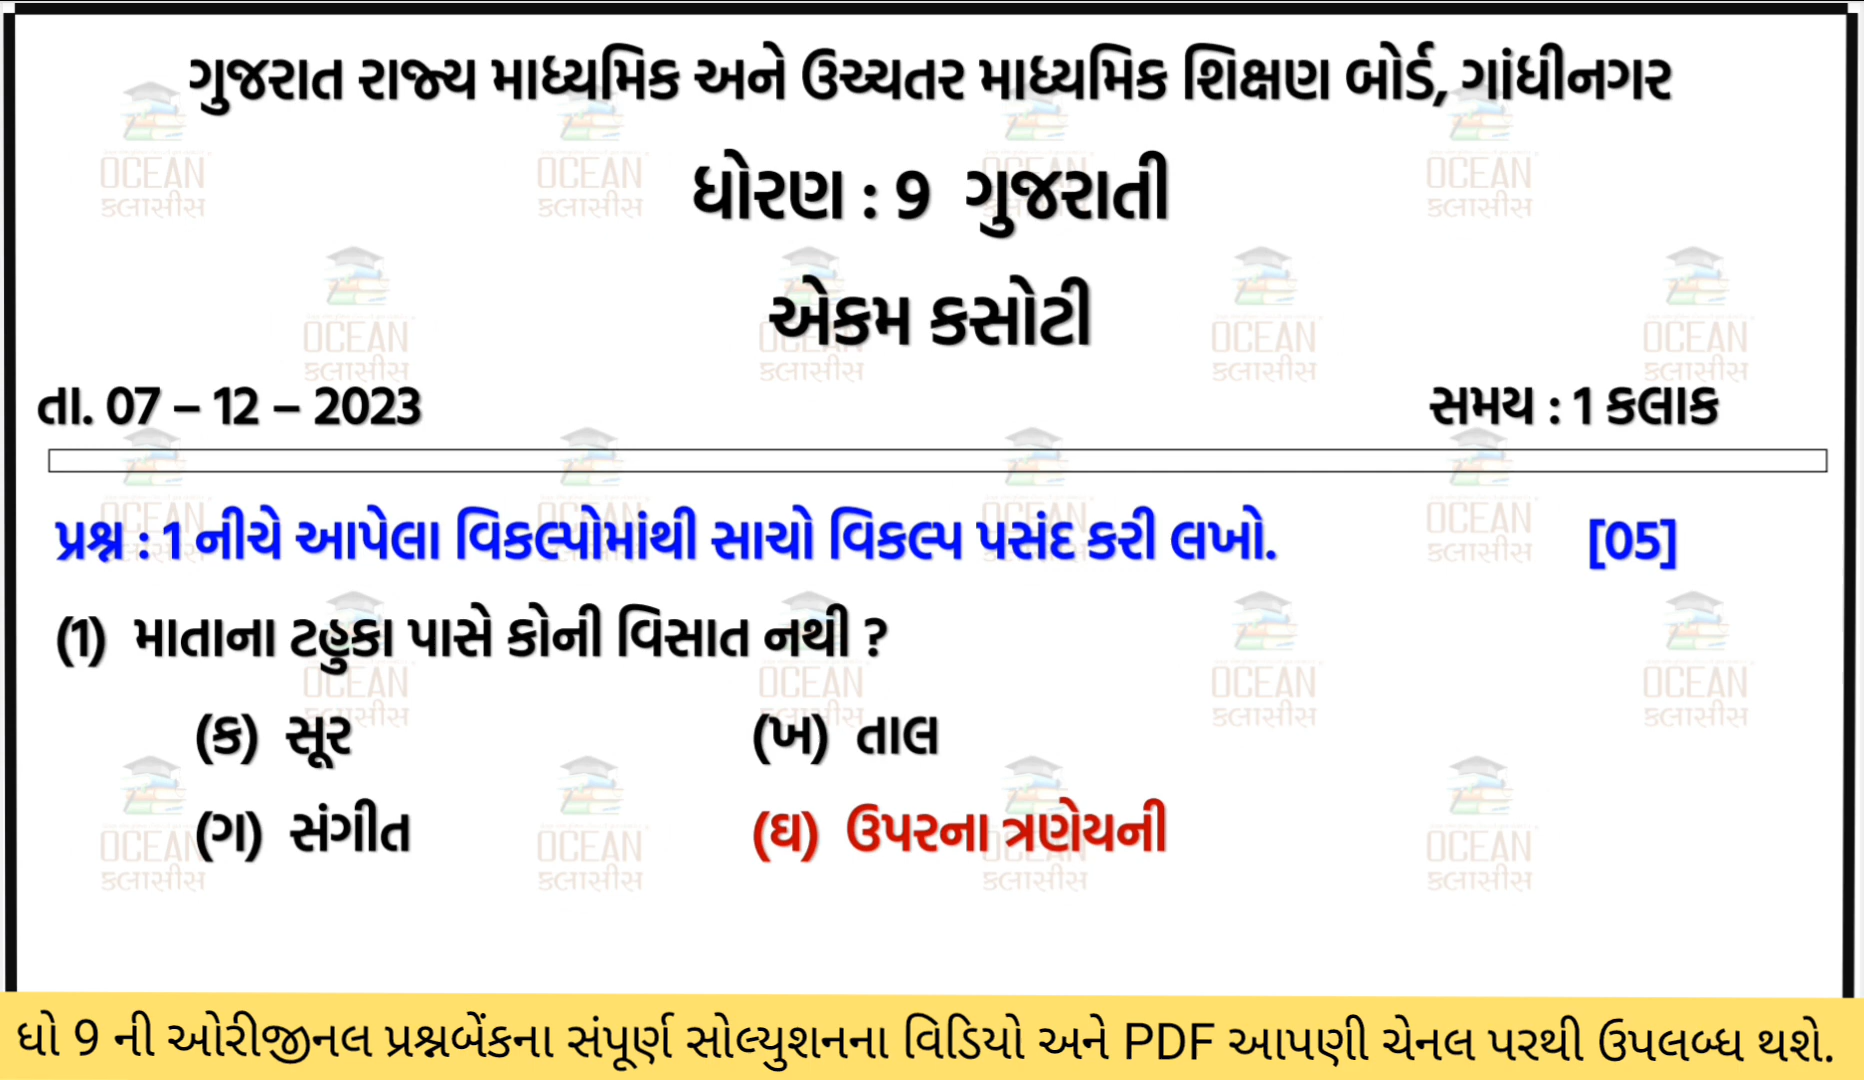 ગુજરાત રાજ્ય માધ્યમિક અને ઉચ્ચતર માધ્યમિક શિક્ષણ બોર્ડ, ગાંધીનગર
ધોરણ : 9 ગુજરાતી
એકમ કસોટી
તા. 07 – 12 – 2023 સમય : 1 કલાક
પ્રશ્ન : 1 નીચે આપેલા વિકલ્પોમાંથી સાચો વિકલ્પ પસંદ કરી લખો. [05]
(1) માતાના ટહુકા પાસે કોની વિસાત નથી ?
(ક) સૂર (ખ) તાલ
(ગ) સંગીત (ઘ) ઉપરના ત્રણેયની
ધો 9 ની ઓરીજીનલ પ્રશ્નબેંકના સંપૂર્ણ સોલ્યુશનના વિડિયો અને PDF આપણી ચેનલ પરથી ઉપલબ્ધ થશે.
OCEAN
કલાસીસ